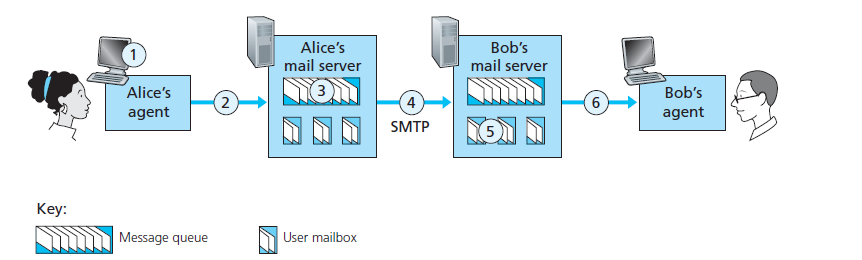 1
Alice's
agent
2
Alice's
mail server
3
4
SMTP
Bob's
mail server
5
6
Bob's
agent
Key:
Message queue
User mailbox